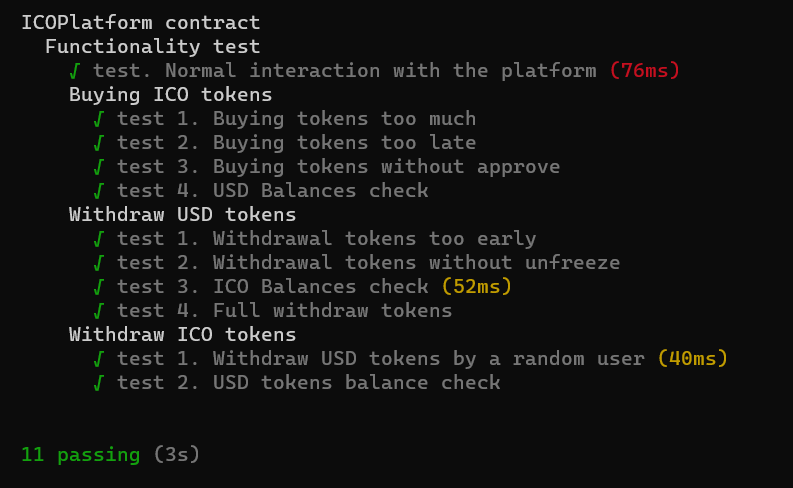 ICOPlatform contract
Functionality test
√ test. Normal interaction with the platform (76ms)
Buying ICO tokens
√ test 1. Buying tokens too much
√ test 2. Buying tokens too late
√ test 3. Buying tokens without approve
√ test 4. USD Balances check
Withdraw USD tokens
√ test 1. Withdrawal tokens too early
√ test 2. Withdrawal tokens without unfreeze
√ test 3. ICO Balances check (52ms)
√ test 4. Full withdraw tokens
Withdraw ICO tokens
√ test 1. Withdraw USD tokens by a random user (40ms)
√ test 2. USD tokens balance check
11 passing (3s)